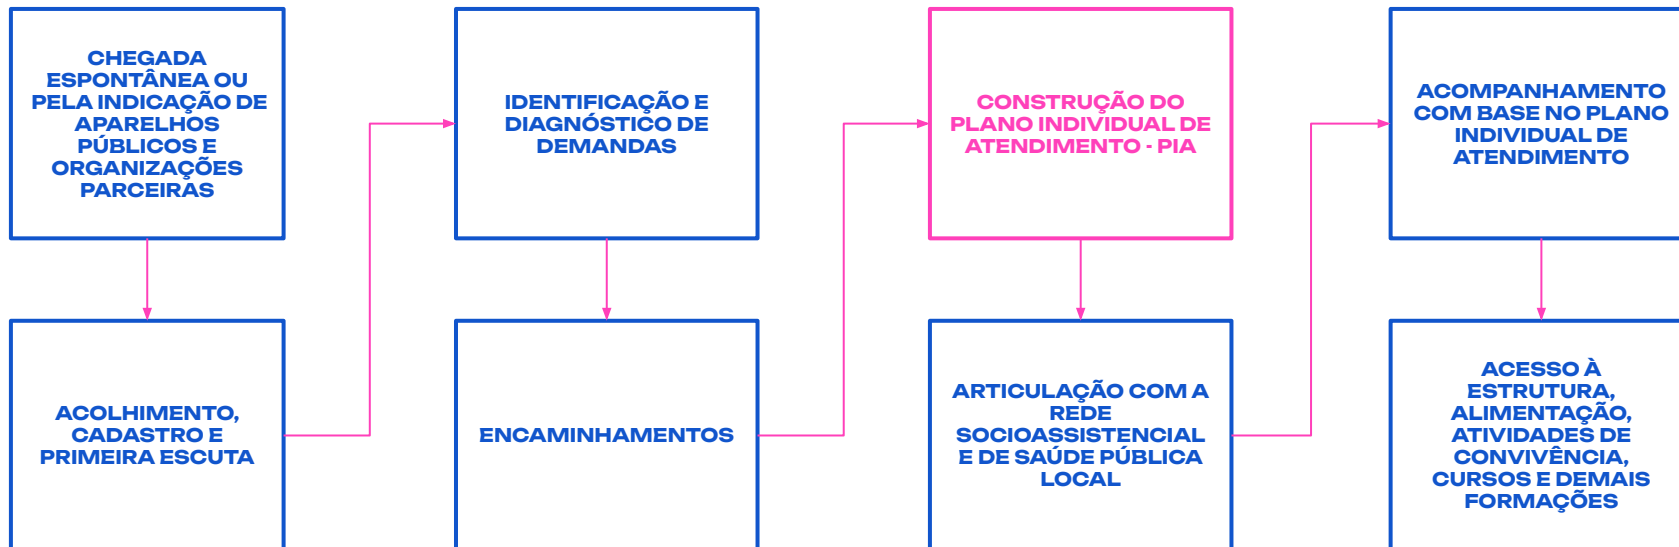 CHEGADA
ESPONTÂNEA OU
PELA INDICAÇÃO DE
APARELHOS
PÚBLICOS E
ORGANIZAÇÕES
PARCEIRAS
ACOLHIMENTO,
CADASTRO E
PRIMEIRA ESCUTA
IDENTIFICAÇÃO E
DIAGNÓSTICO DE
DEMANDAS
ENCAMINHAMENTOS
CONSTRUÇÃO DO
PLANO INDIVIDUAL DE
ATENDIMENTO - PIA
ARTICULAÇÃO COM A
REDE
SOCIOASSISTENCIAL
E DE SAÚDE PÚBLICA
LOCAL
ACOMPANHAMENTO
COM BASE NO PLANO
INDIVIDUAL DE
ATENDIMENTO
ACESSO À
ESTRUTURA,
ALIMENTAÇÃO,
ATIVIDADES DE
CONVIVÊNCIA,
CURSOS E DEMAIS
FORMAÇÕES